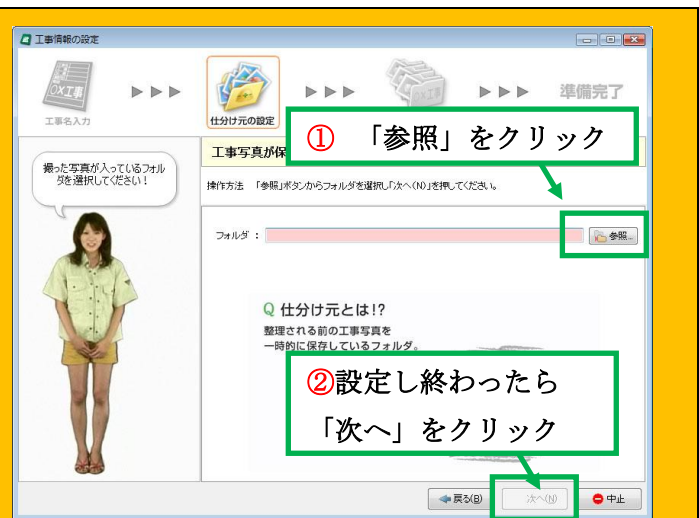 工事情報の設定
OX工事
工事名入力
仕分け元の設定
準備完了
① 「参照」をクリック
工事写真が保
撮った写真が入っているフォル
ダを選択してください！
操作方法 「参照」ボタンからフォルダを選択し「次へ(N)」を押してください。
フォルダ：
参照...
Q 仕分け元とは!?
整理される前の工事写真を
一時的に保存しているフォルダ。
②設定し終わったら
「次へ」をクリック
戻る(B)
次へ(N)
中止